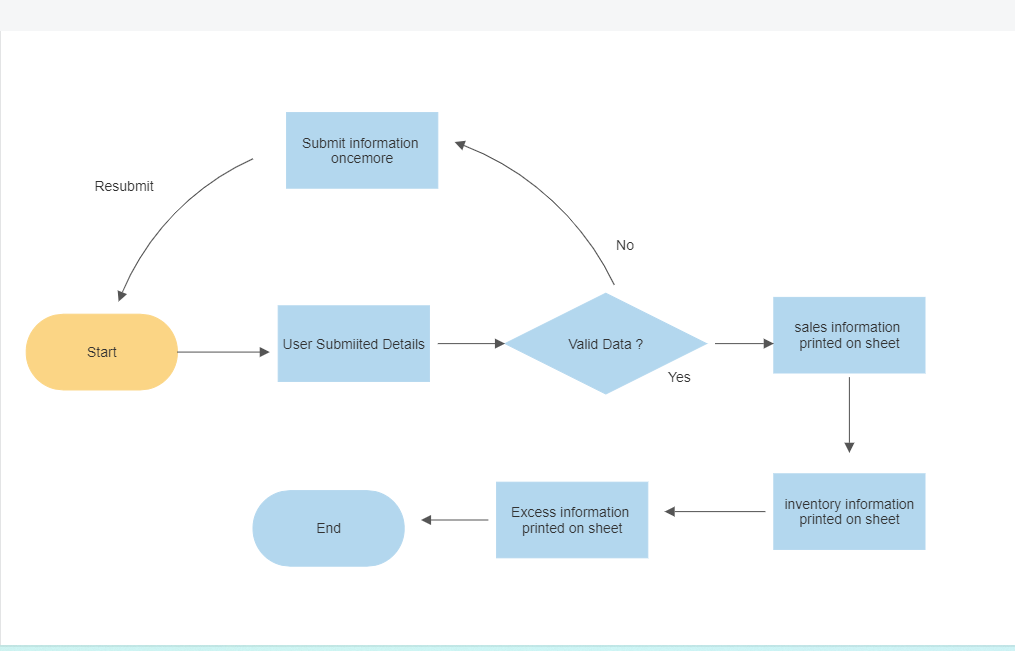 Submit information
oncemore
Resubmit
No
Start
User Submiited Details
Valid Data ?
Yes
sales information
printed on sheet
inventory information
printed on sheet
Excess information
printed on sheet
End